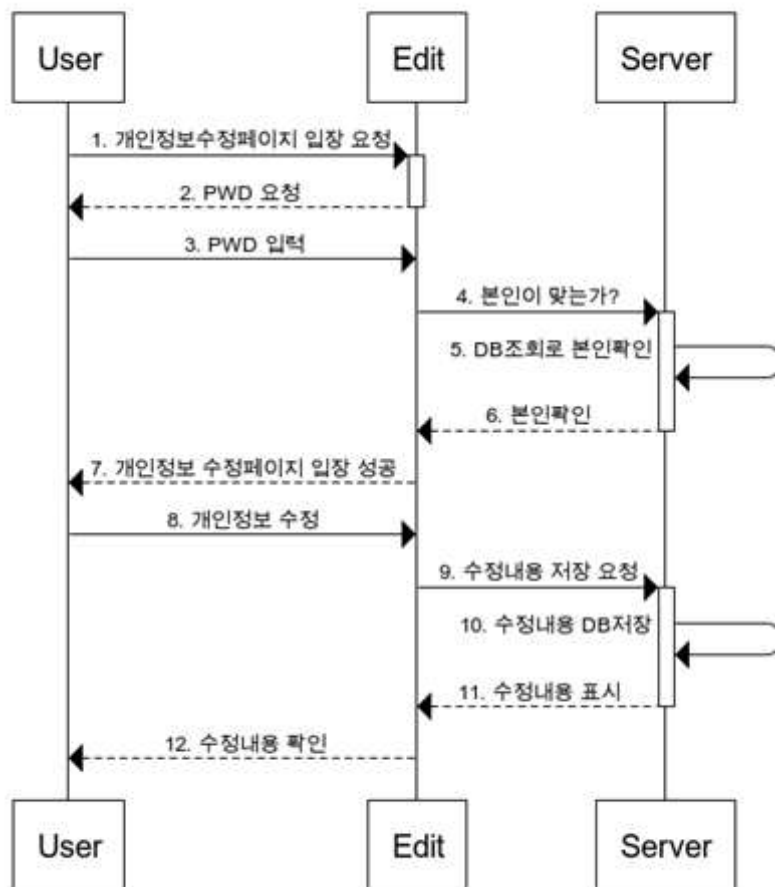 User Edit Server
1. 개인정보수정페이지 입장 요청
2. PWD 요청
3. PWD 입력
4. 본인이 맞는가?
5. DB조회로 본인확인
6. 본인확인
7. 개인정보 수정페이지 입장 성공
8. 개인정보 수정
9. 수정내용 저장 요청
10. 수정내용 DB저장
11. 수정내용 표시
12. 수정내용 확인
User Edit Server